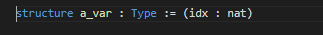 structure a_var : Type := (idx : nat)